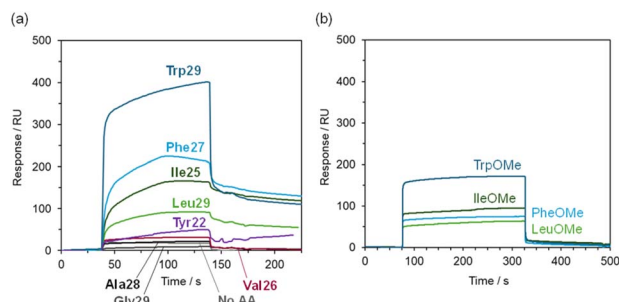 (a)
500
400
300
200
100
0
Response / RU
Trp29
Phe27
Ile25
Leu29
Tyr22
0 50 100 150 200
Ala28 Time / s Val26
Gly29 No AA
(b)
500
400
300
200
100
0
Response / RU
TrpOMe
IleOMe
PheOMe
LeuOMe
0 100 200 300 400 500
Time / s